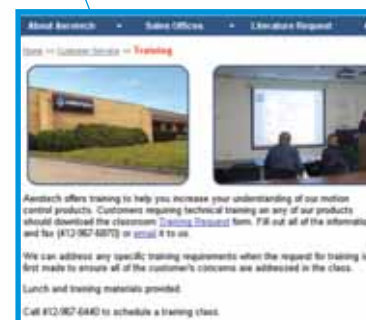 About Aerotech • Sales Offices • Literature Request
Home >> Customer Service >> Training
Aerotech offers training to help you increase your understanding of our motion
control products. Customers requiring technical training on any of our products
should download the classroom Training Request form. Fill out all of the informatio
and fax (412-967-6870) or email it to us.
We can address any specific training requirements when the request for training is
first made to ensure all of the customer's concerns are addressed in the class.
Lunch and training materials provided.
Call 412-967-6440 to schedule a training class.